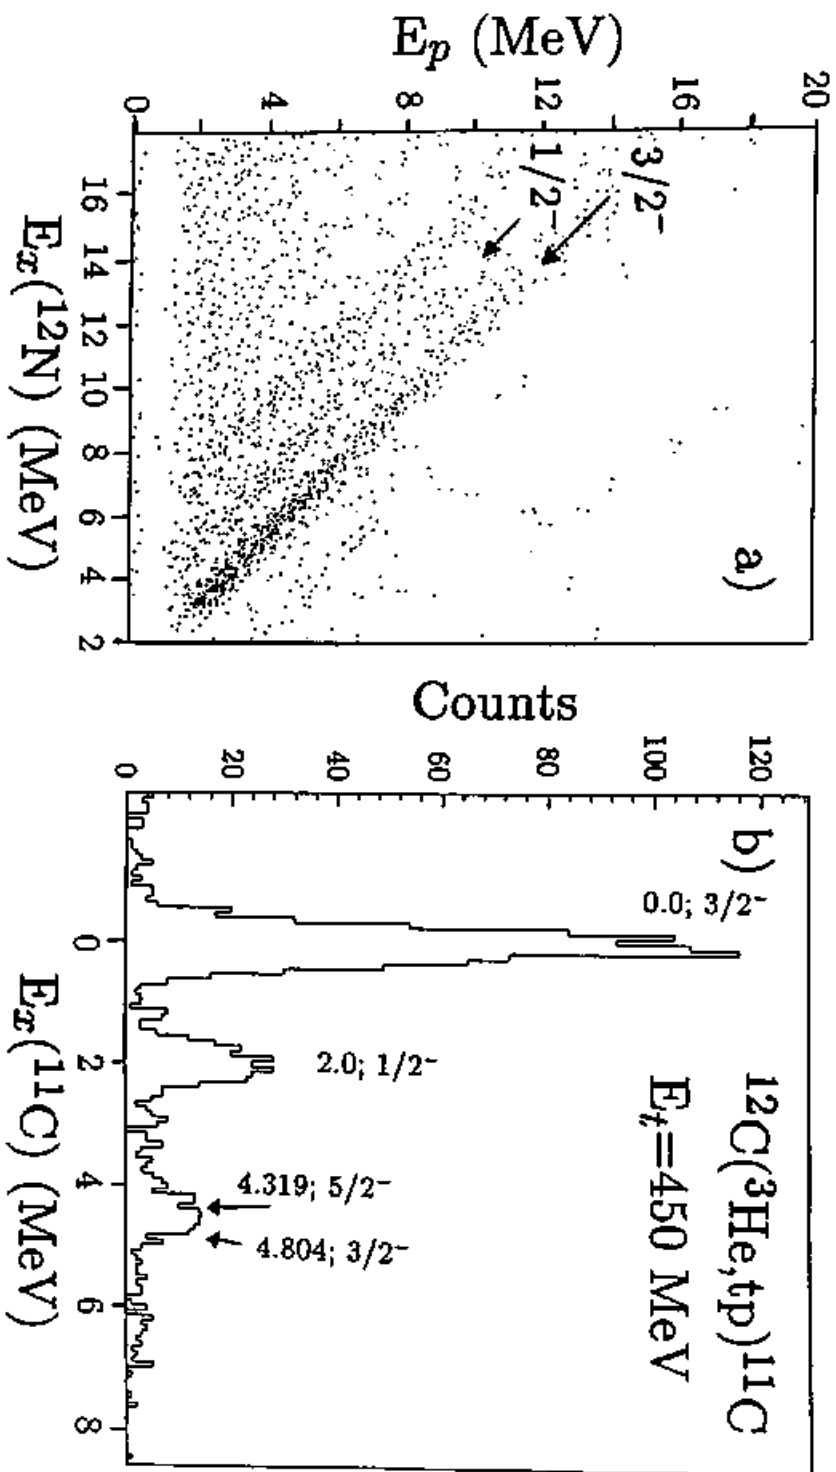 E_p (MeV)
20
16
12
8
4
0
3/2⁻
1/2⁻
a)
16 14 12 10 8 6 4 2
E_x(¹²N) (MeV)
Counts
120
100
80
60
40
20
0
b)
¹²C(³He,tp)¹¹C
E_t=450 MeV
0.0; 3/2⁻
2.0; 1/2⁻
4.319; 5/2⁻
4.804; 3/2⁻
0 2 4 6 8
E_x(¹¹C) (MeV)